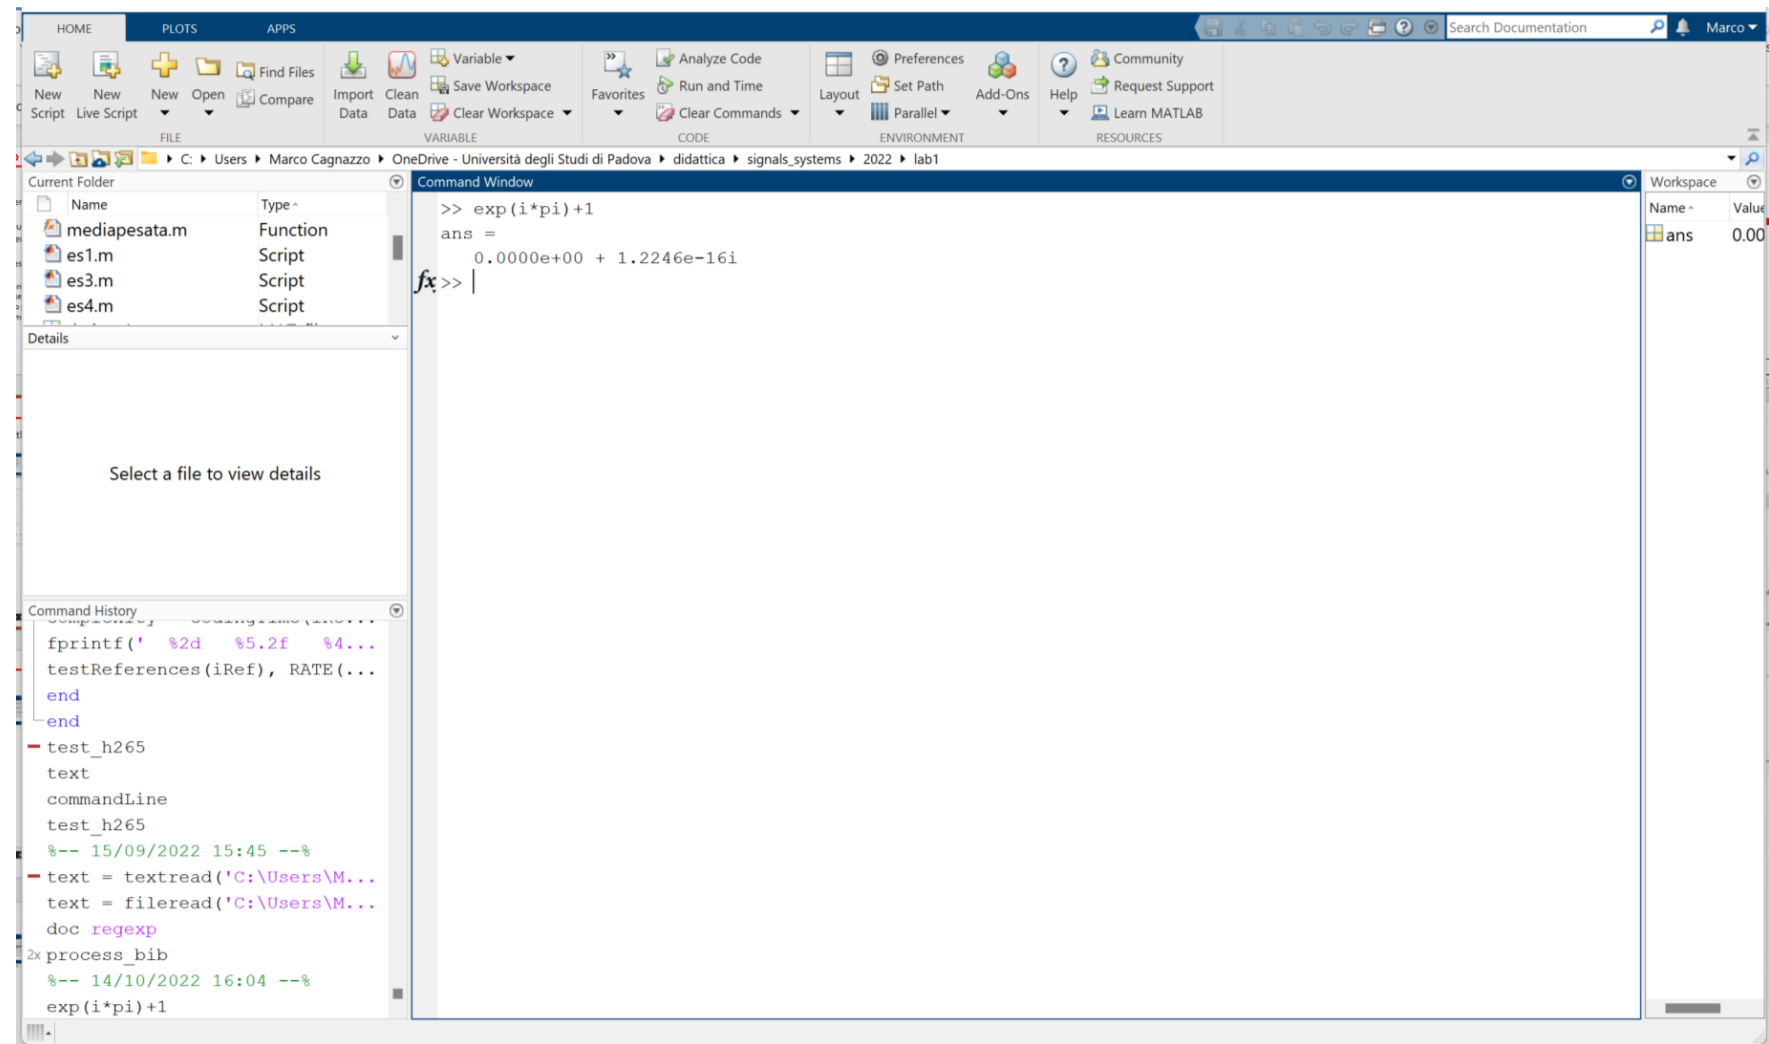 HOME PLOTS APPS Search Documentation Marco
New Script
New Live Script
New
Open
Find Files
Compare
FILE
Import Data
Clean Data
Variable
Save Workspace
Clear Workspace
VARIABLE
Favorites
Analyze Code
Run and Time
Clear Commands
CODE
Layout
Preferences
Set Path
Parallel
Add-Ons
ENVIRONMENT
Help
Community
Request Support
Learn MATLAB
RESOURCES
C: Users Marco Cagnazzo OneDrive - Università degli Studi di Padova didattica signals_systems 2022 lab1
Current Folder
Name Type
mediapesata.m Function
es1.m Script
es3.m Script
es4.m Script
Details
Select a file to view details
Command History
fprintf(' %2d %5.2f %4...
testReferences(iRef), RATE(...
end
end
test_h265
text
commandLine
test_h265
%-- 15/09/2022 15:45 --%
text = textread('C:\Users\M...
text = fileread('C:\Users\M...
doc regexp
2x process_bib
%-- 14/10/2022 16:04 --%
exp(i*pi)+1
Command Window
>> exp(i*pi)+1
ans =
0.0000e+00 + 1.2246e-16i
fx >>
Workspace
Name Value
ans 0.00